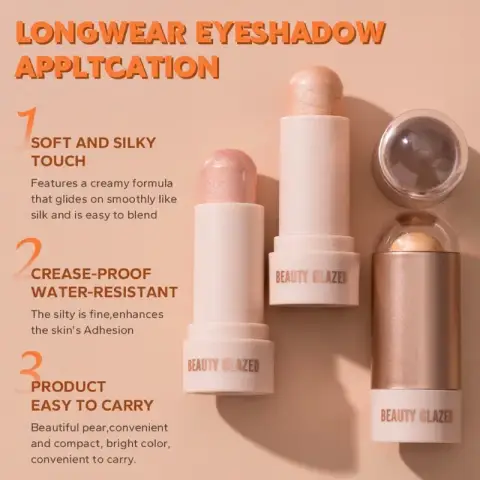 LONGWEAR EYESHADOW
APPLTCATION
1
SOFT AND SILKY
TOUCH
Features a creamy formula
that glides on smoothly like
silk and is easy to blend
2
CREASE-PROOF
WATER-RESISTANT
The silty is fine,enhances
the skin's Adhesion
3
PRODUCT
EASY TO CARRY
Beautiful pear,convenient
and compact, bright color,
convenient to carry.
BEAUTY GLAZED
BEAUTY GLAZED
BEAUTY GLAZED